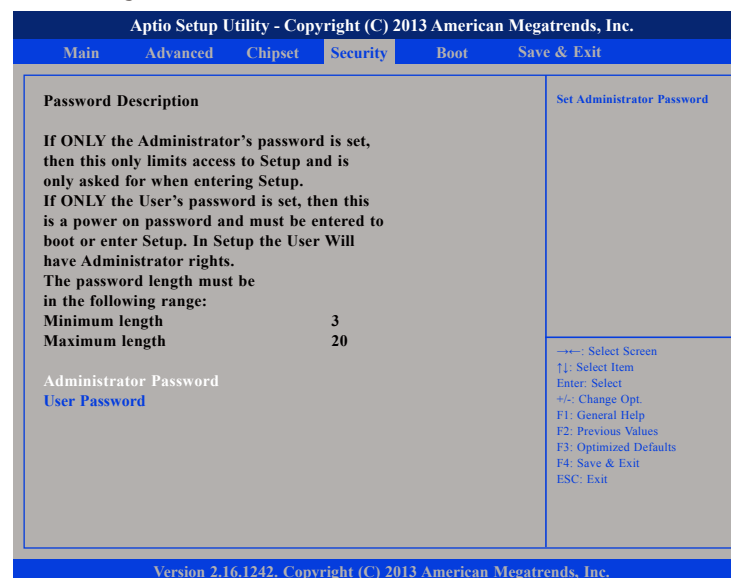 Aptio Setup Utility - Copyright (C) 2013 American Megatrends, Inc.
Main Advanced Chipset Security Boot Save & Exit
Password Description
If ONLY the Administrator's password is set,
then this only limits access to Setup and is
only asked for when entering Setup.
If ONLY the User's password is set, then this
is a power on password and must be entered to
boot or enter Setup. In Setup the User Will
have Administrator rights.
The password length must be
in the following range:
Minimum length 3
Maximum length 20
Administrator Password
User Password
Set Administrator Password
→←: Select Screen
↑↓: Select Item
Enter: Select
+/-: Change Opt.
F1: General Help
F2: Previous Values
F3: Optimized Defaults
F4: Save & Exit
ESC: Exit
Version 2.16.1242. Copyright (C) 2013 American Megatrends, Inc.